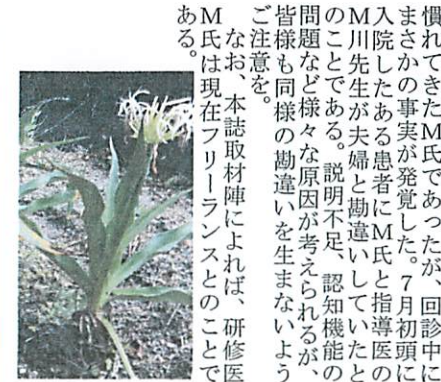 慣れてきたM氏であったが、回診中に
まさかの事実が発覚した。7月初頭に
入院したある患者にM氏と指導医の
M川先生が夫婦と勘違いしていたと
のことである。説明不足、認知機能の
問題など様々な原因が考えられるが、
皆様も同様の勘違いを生まないよう
ご注意を。
なお、本誌取材陣によれば、研修医
M氏は現在フリーランスとのことで
ある。